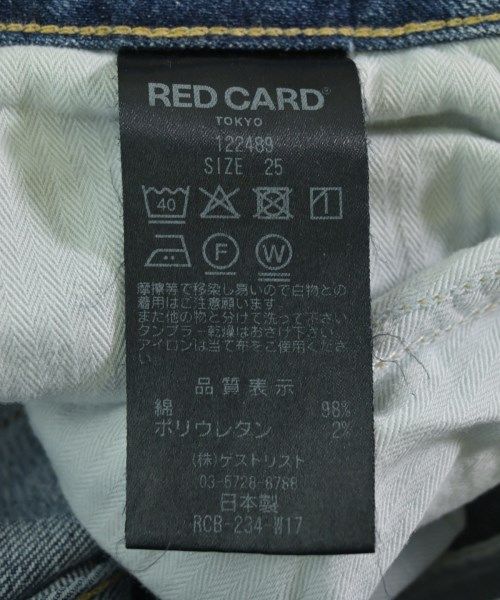 RED CARD®
TOKYO
122489
SIZE 25
40
F W
摩擦等で移染し易いので白物との
着用はご注意願います。
また他の物と分けて洗って下さい
タンブラー乾燥はおさけ下さい。
アイロンは当て布をご使用くださ
い。
品質表示
綿 98%
ポリウレタン 2%
(株)ゲストリスト
03-6728-8788
日本製
RCB-234-W17